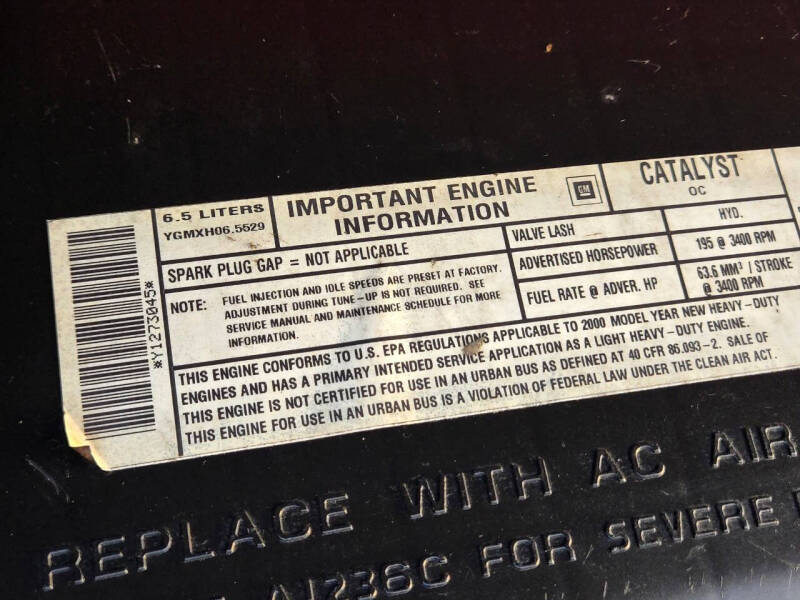 *Y1273045*
6.5 LITERS
YGMXH06.5529
IMPORTANT ENGINE
INFORMATION
GM
CATALYST
OC
SPARK PLUG GAP = NOT APPLICABLE
NOTE: FUEL INJECTION AND IDLE SPEEDS ARE PRESET AT FACTORY.
ADJUSTMENT DURING TUNE-UP IS NOT REQUIRED. SEE
SERVICE MANUAL AND MAINTENANCE SCHEDULE FOR MORE
INFORMATION.
VALVE LASH HYD.
ADVERTISED HORSEPOWER 195 @ 3400 RPM
FUEL RATE @ ADVER. HP 63.6 MM³ / STROKE
@ 3400 RPM
THIS ENGINE CONFORMS TO U.S. EPA REGULATIONS APPLICABLE TO 2000 MODEL YEAR NEW HEAVY-DUTY
ENGINES AND HAS A PRIMARY INTENDED SERVICE APPLICATION AS A LIGHT HEAVY-DUTY ENGINE.
THIS ENGINE IS NOT CERTIFIED FOR USE IN AN URBAN BUS AS DEFINED AT 40 CFR 86.093-2. SALE OF
THIS ENGINE FOR USE IN AN URBAN BUS IS A VIOLATION OF FEDERAL LAW UNDER THE CLEAN AIR ACT.
REPLACE WITH AC AIR
A1236C FOR SEVERE